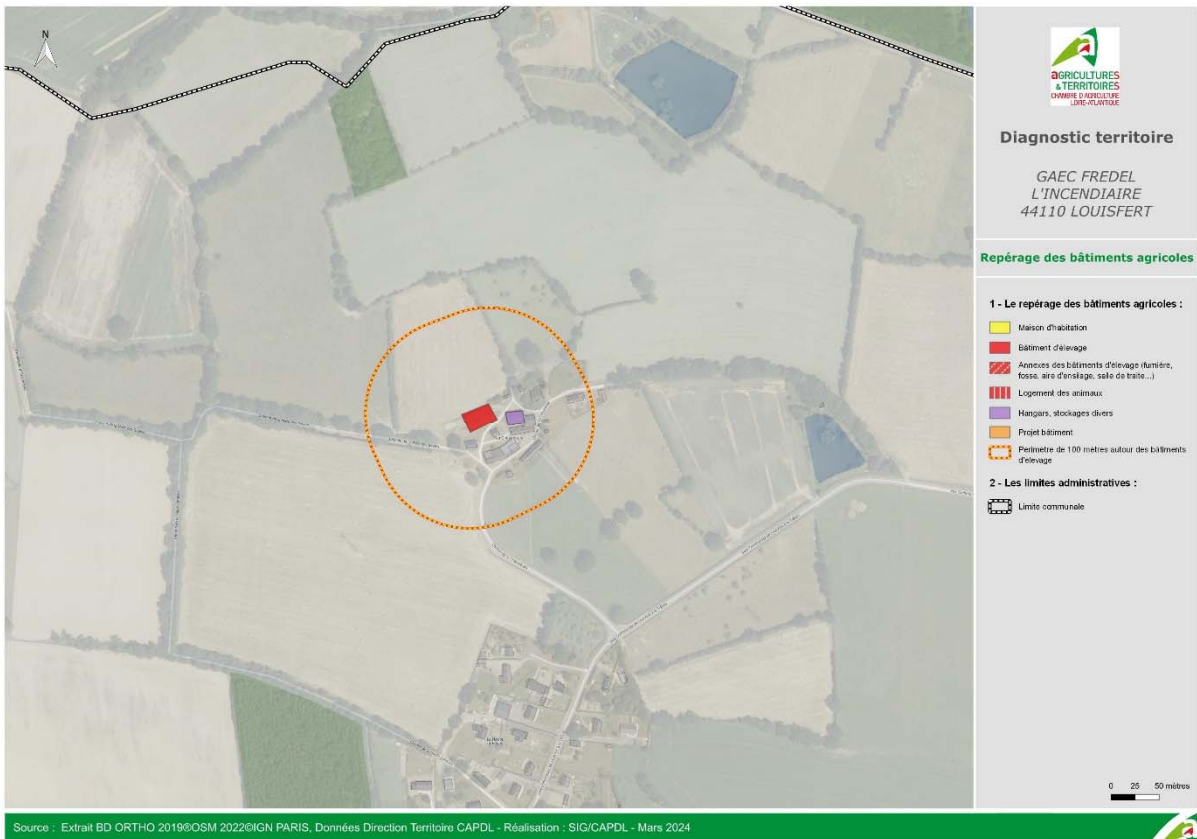 N
aGRICULTURES
& TERRITOIRES
CHAMBRE D'AGRICULTURE
LOIRE-ATLANTIQUE
Diagnostic territoire
GAEC FREDEL
L'INCENDIAIRE
44110 LOUISFERT
Repérage des bâtiments agricoles
1 - Le repérage des bâtiments agricoles :
Maison d'habitation
Bâtiment d'élevage
Annexes des bâtiments d'élevage (fumière,
fosse, aire d'ensilage, salle de traite...)
Logement des animaux
Hangars, stockages divers
Projet bâtiment
Périmètre de 100 mètres autour des bâtiments
d'élevage
2 - Les limites administratives :
Limite communale
0 25 50 mètres
Source : Extrait BD ORTHO 2019®OSM 2022©IGN PARIS, Données Direction Territoire CAPDL - Réalisation : SIG/CAPDL - Mars 2024